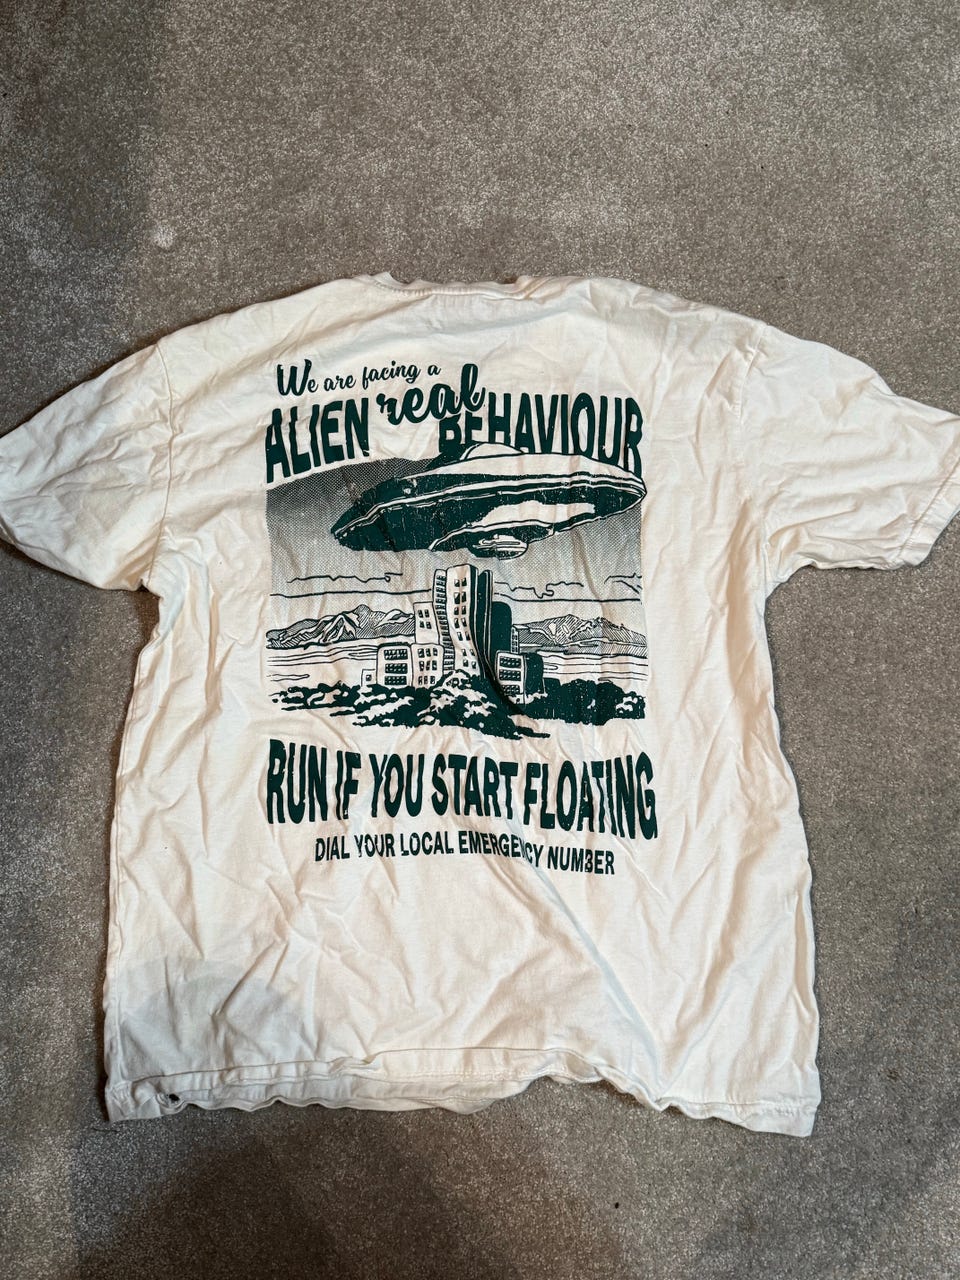 We are facing a
real
ALIEN BEHAVIOUR
RUN IF YOU START FLOATING
DIAL YOUR LOCAL EMERGENCY NUMBER